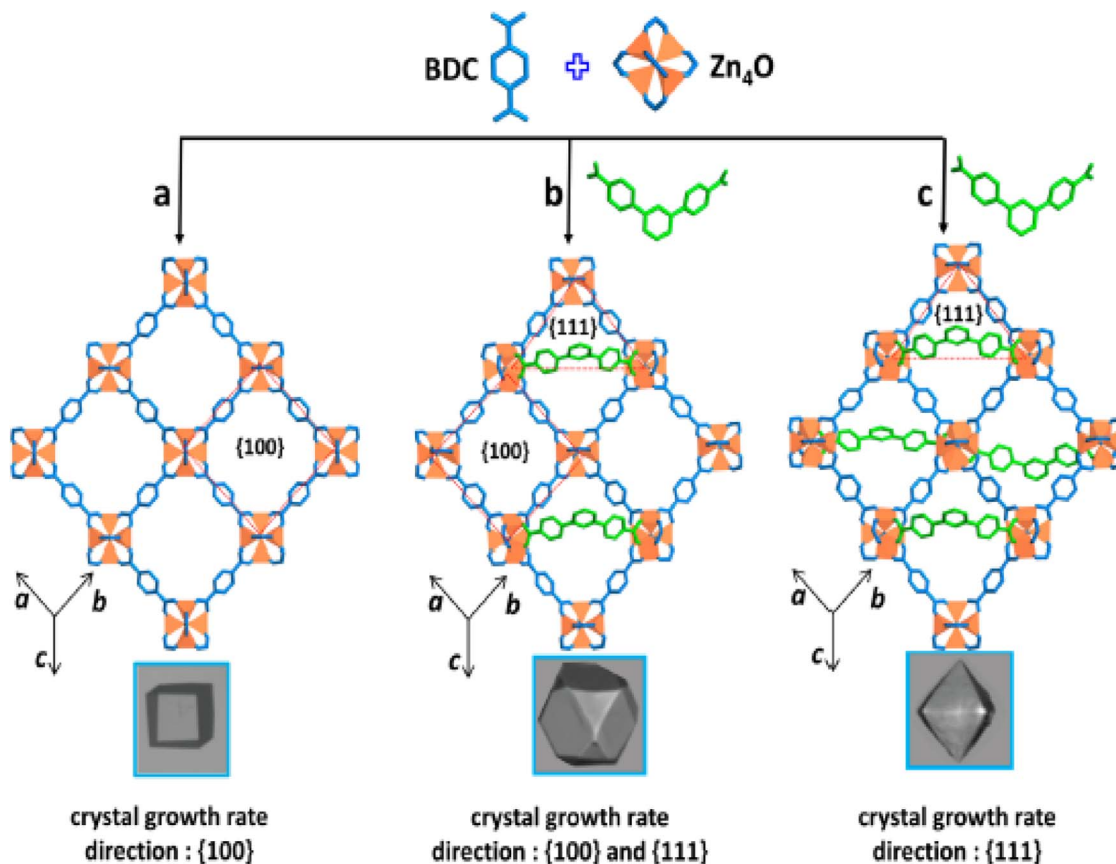 BDC
Zn₄O
a
b
c
{111}
{111}
{100}
{100}
a
b
c
a
b
c
a
b
c
crystal growth rate
direction : {100}
crystal growth rate
direction : {100} and {111}
crystal growth rate
direction : {111}